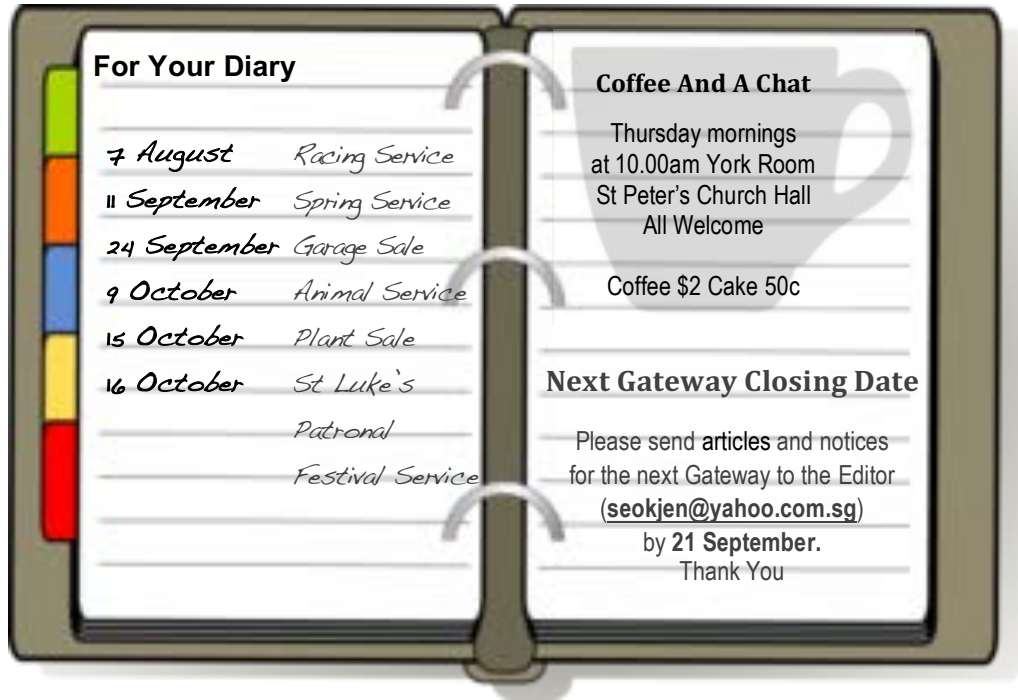 For Your Diary
7 August Racing Service
11 September Spring Service
24 September Garage Sale
9 October Animal Service
15 October Plant Sale
16 October St Luke's
Patronal
Festival Service
Coffee And A Chat
Thursday mornings
at 10.00am York Room
St Peter's Church Hall
All Welcome
Coffee $2 Cake 50c
Next Gateway Closing Date
Please send articles and notices
for the next Gateway to the Editor
(seokjen@yahoo.com.sg)
by 21 September.
Thank You